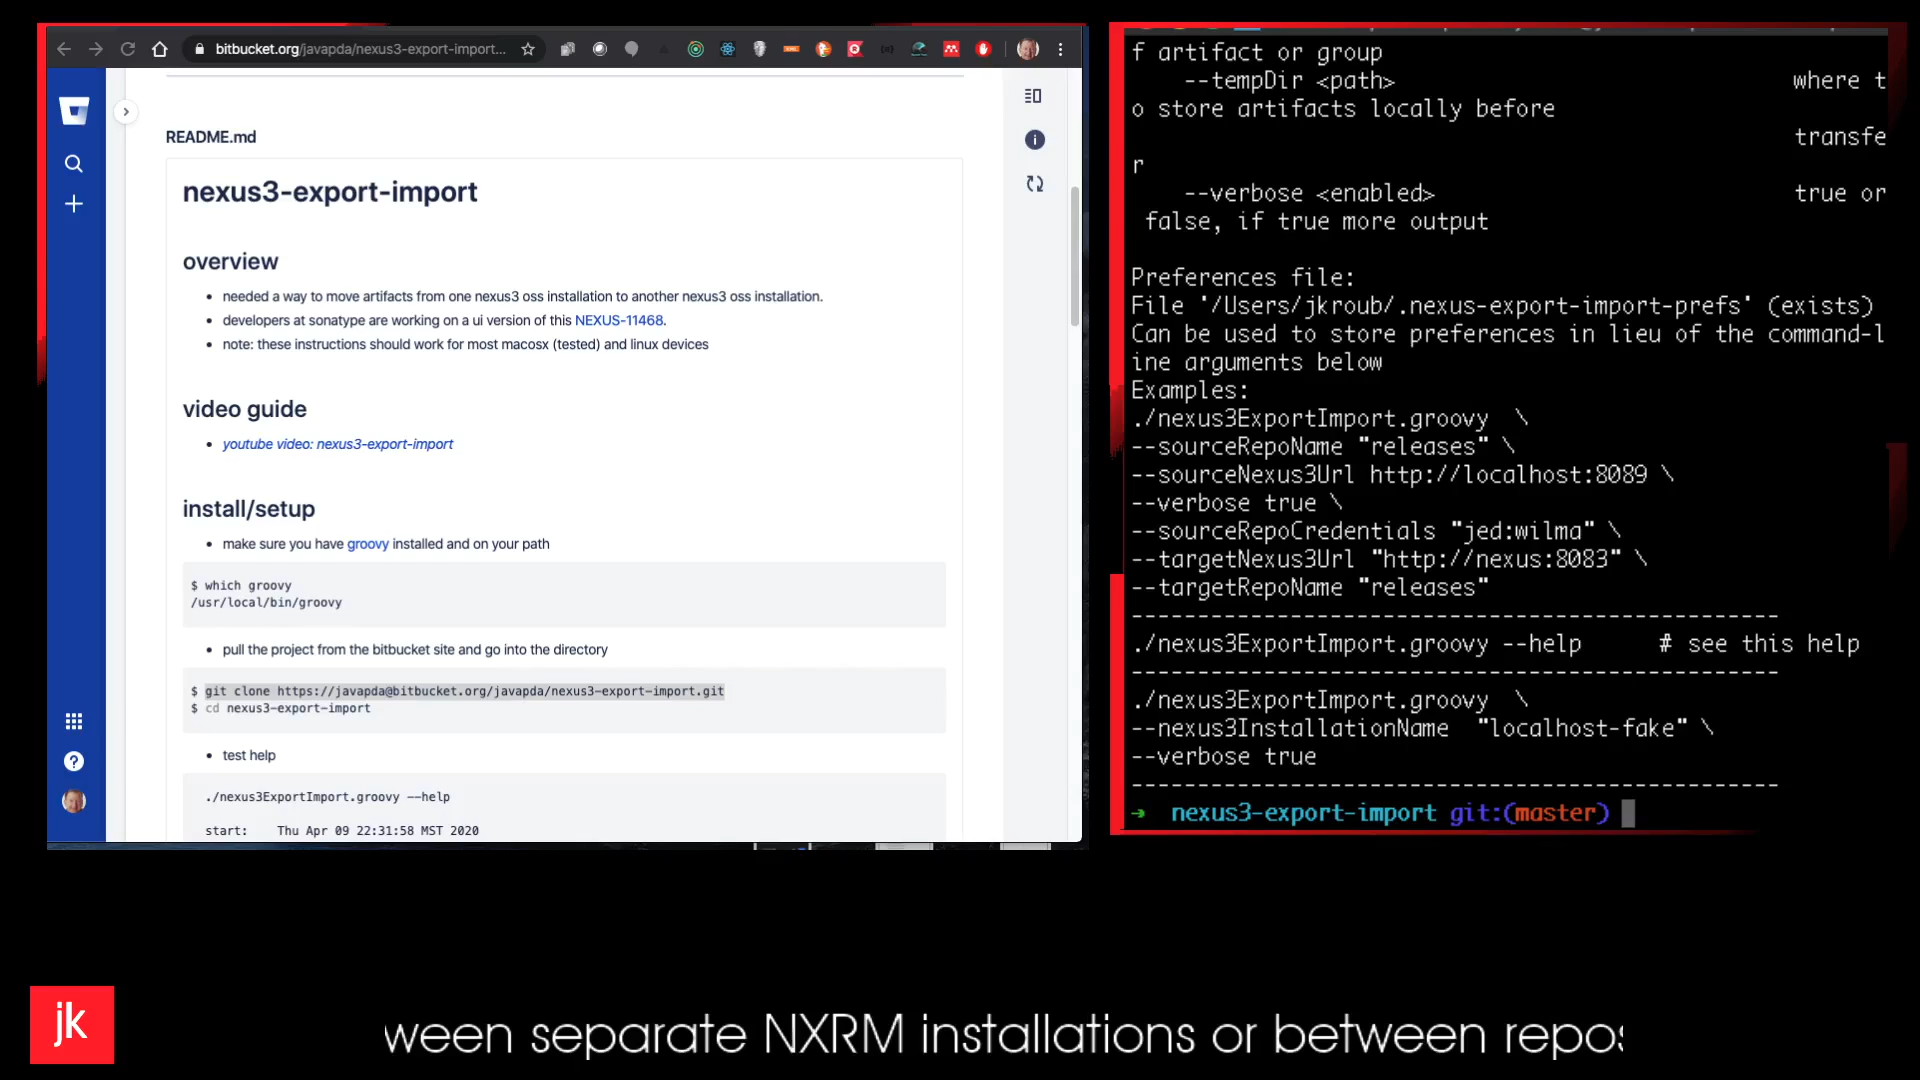 bitbucket.org/javapda/nexus3-export-import...
README.md
nexus3-export-import
overview
needed a way to move artifacts from one nexus3 oss installation to another nexus3 oss installation.
developers at sonatype are working on a ui version of this NEXUS-11468.
note: these instructions should work for most macosx (tested) and linux devices
video guide
youtube video: nexus3-export-import
install/setup
make sure you have groovy installed and on your path
$ which groovy
/usr/local/bin/groovy
pull the project from the bitbucket site and go into the directory
$ git clone https://javapda@bitbucket.org/javapda/nexus3-export-import.git
$ cd nexus3-export-import
test help
./nexus3ExportImport.groovy --help
start: Thu Apr 09 22:31:58 MST 2020
f artifact or group
--tempDir <path> where t
o store artifacts locally before
transfe
r
--verbose <enabled> true or
false, if true more output
Preferences file:
File '/Users/jkroub/.nexus-export-import-prefs' (exists)
Can be used to store preferences in lieu of the command-l
ine arguments below
Examples:
./nexus3ExportImport.groovy \
--sourceRepoName "releases" \
--sourceNexus3Url http://localhost:8089 \
--verbose true \
--sourceRepoCredentials "jed:wilma" \
--targetNexus3Url "http://nexus:8083" \
--targetRepoName "releases"
-------------------------------------------------
./nexus3ExportImport.groovy --help # see this help
-------------------------------------------------
./nexus3ExportImport.groovy \
--nexus3InstallationName "localhost-fake" \
--verbose true
-------------------------------------------------
→ nexus3-export-import git:(master)
jk
ween separate NXRM installations or between repos